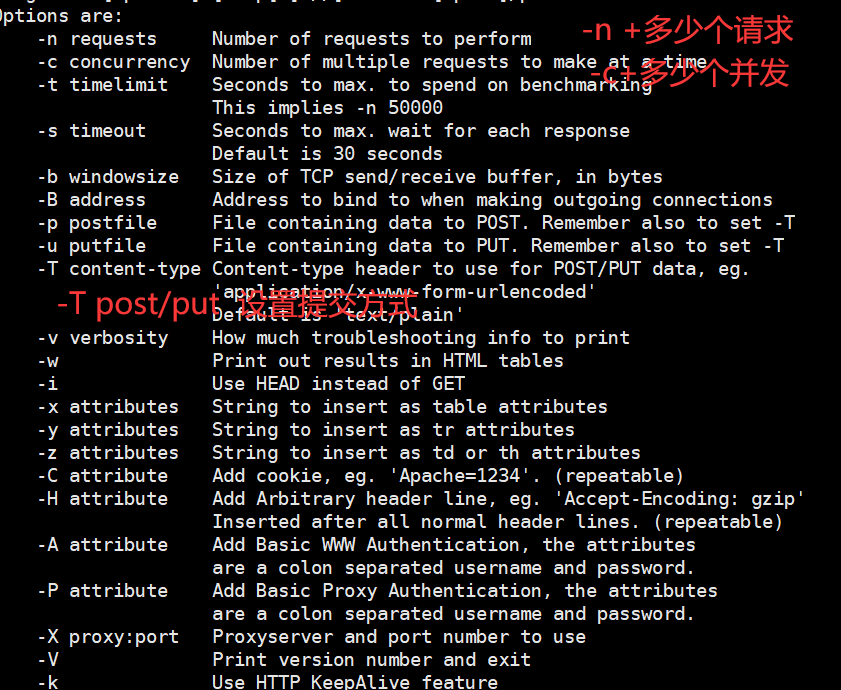 Options are:
-n requests Number of requests to perform
-n +多少个请求
-c concurrency Number of multiple requests to make at a time
-c+多少个并发
-t timelimit Seconds to max. to spend on benchmarking
This implies -n 50000
-s timeout Seconds to max. wait for each response
Default is 30 seconds
-b windowsize Size of TCP send/receive buffer, in bytes
-B address Address to bind to when making outgoing connections
-p postfile File containing data to POST. Remember also to set -T
-u putfile File containing data to PUT. Remember also to set -T
-T content-type Content-type header to use for POST/PUT data, eg.
'application/x-www-form-urlencoded'
-T post/put 设置提交方式
Default is 'text/plain'
-v verbosity How much troubleshooting info to print
-w Print out results in HTML tables
-i Use HEAD instead of GET
-x attributes String to insert as table attributes
-y attributes String to insert as tr attributes
-z attributes String to insert as td or th attributes
-C attribute Add cookie, eg. 'Apache=1234'. (repeatable)
-H attribute Add Arbitrary header line, eg. 'Accept-Encoding: gzip'
Inserted after all normal header lines. (repeatable)
-A attribute Add Basic WWW Authentication, the attributes
are a colon separated username and password.
-P attribute Add Basic Proxy Authentication, the attributes
are a colon separated username and password.
-X proxy:port Proxyserver and port number to use
-V Print version number and exit
-k Use HTTP KeepAlive feature